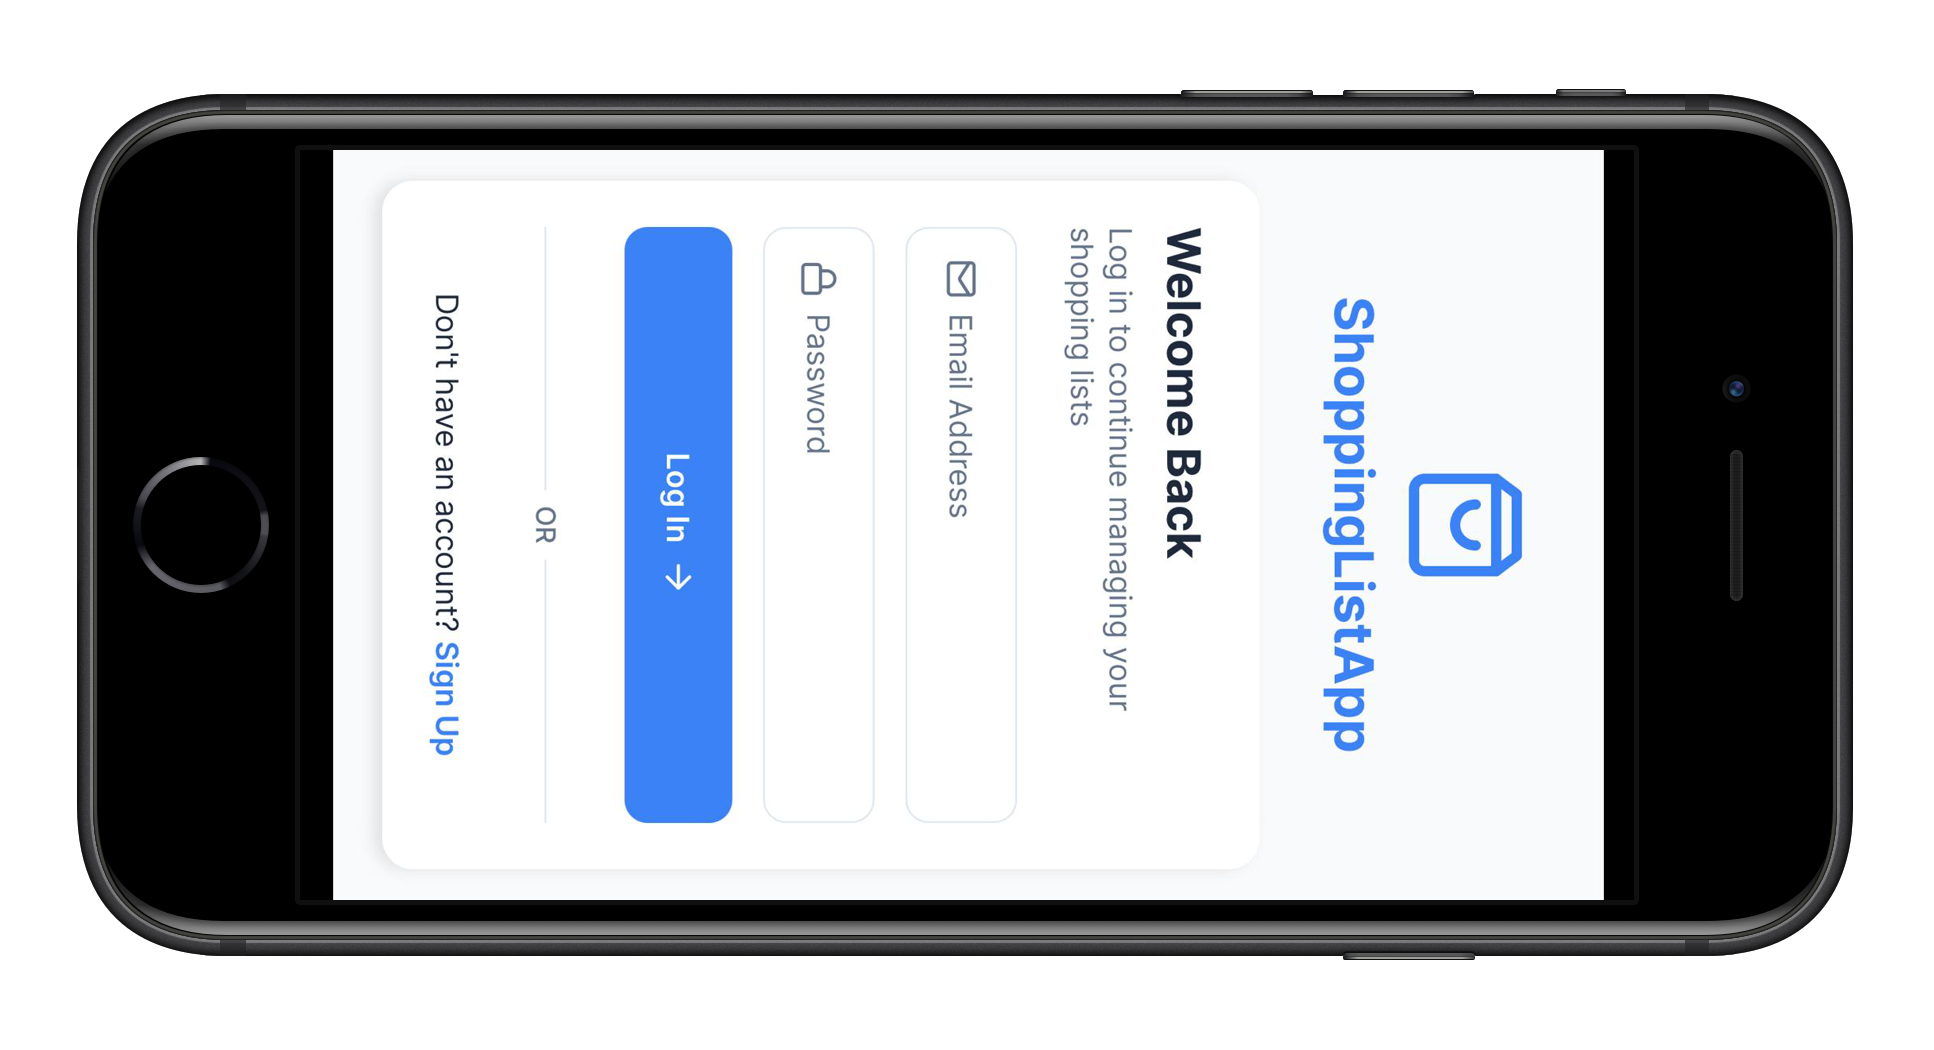 ShoppingListApp
Welcome Back
Log in to continue managing your
shopping lists
Email Address
Password
Log In
OR
Don't have an account? Sign Up